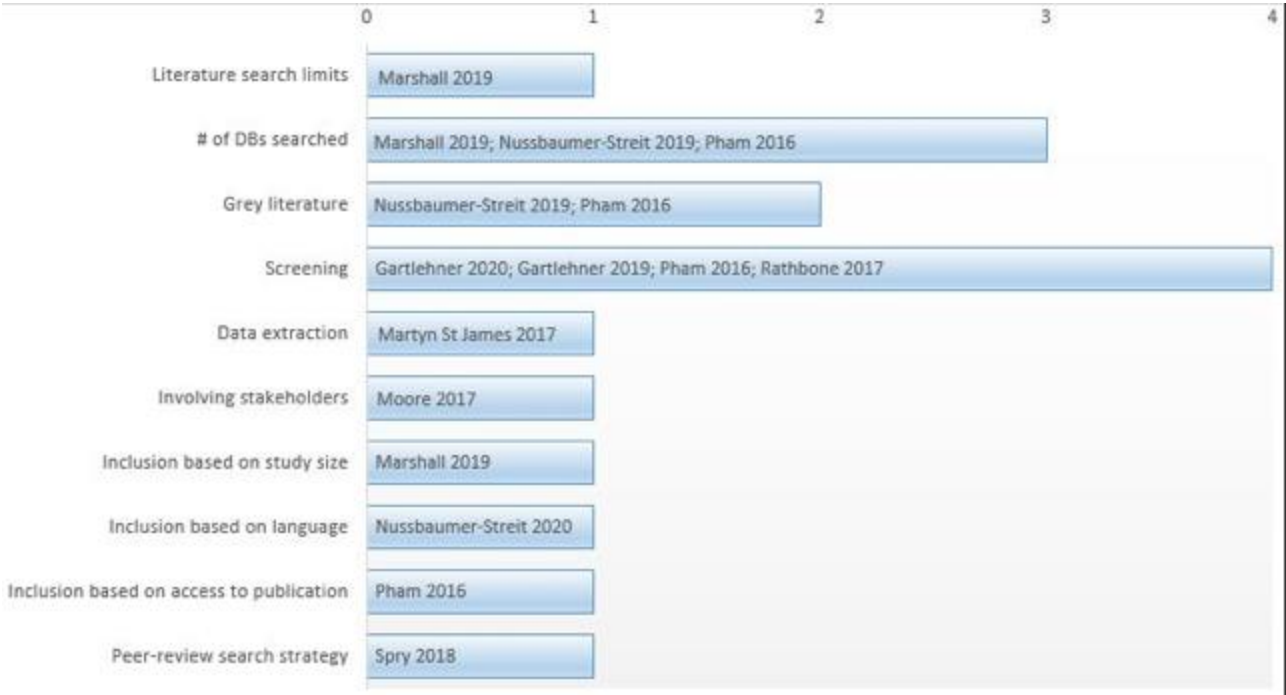 0 1 2 3 4
Literature search limits Marshall 2019
# of DBs searched Marshall 2019; Nussbaumer-Streit 2019; Pham 2016
Grey literature Nussbaumer-Streit 2019; Pham 2016
Screening Gartlehner 2020; Gartlehner 2019; Pham 2016; Rathbone 2017
Data extraction Martyn St James 2017
Involving stakeholders Moore 2017
Inclusion based on study size Marshall 2019
Inclusion based on language Nussbaumer-Streit 2020
Inclusion based on access to publication Pham 2016
Peer-review search strategy Spry 2018